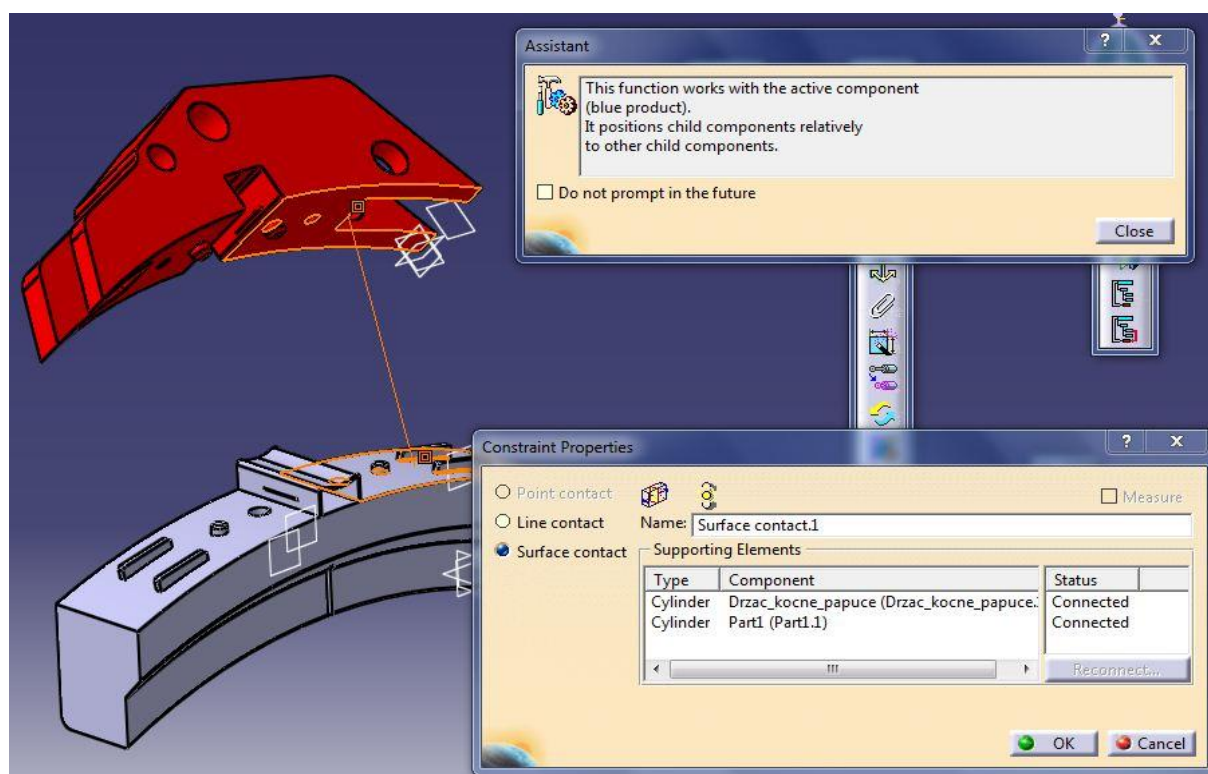 Assistant
This function works with the active component
(blue product).
It positions child components relatively
to other child components.
Do not prompt in the future
Close
Constraint Properties
Point contact
Measure
Line contact
Name: Surface contact.1
Surface contact
Supporting Elements
Type Component Status
Cylinder Drzac_kocne_papuce (Drzac_kocne_papuce. Connected
Cylinder Part1 (Part1.1) Connected
Reconnect...
OK Cancel